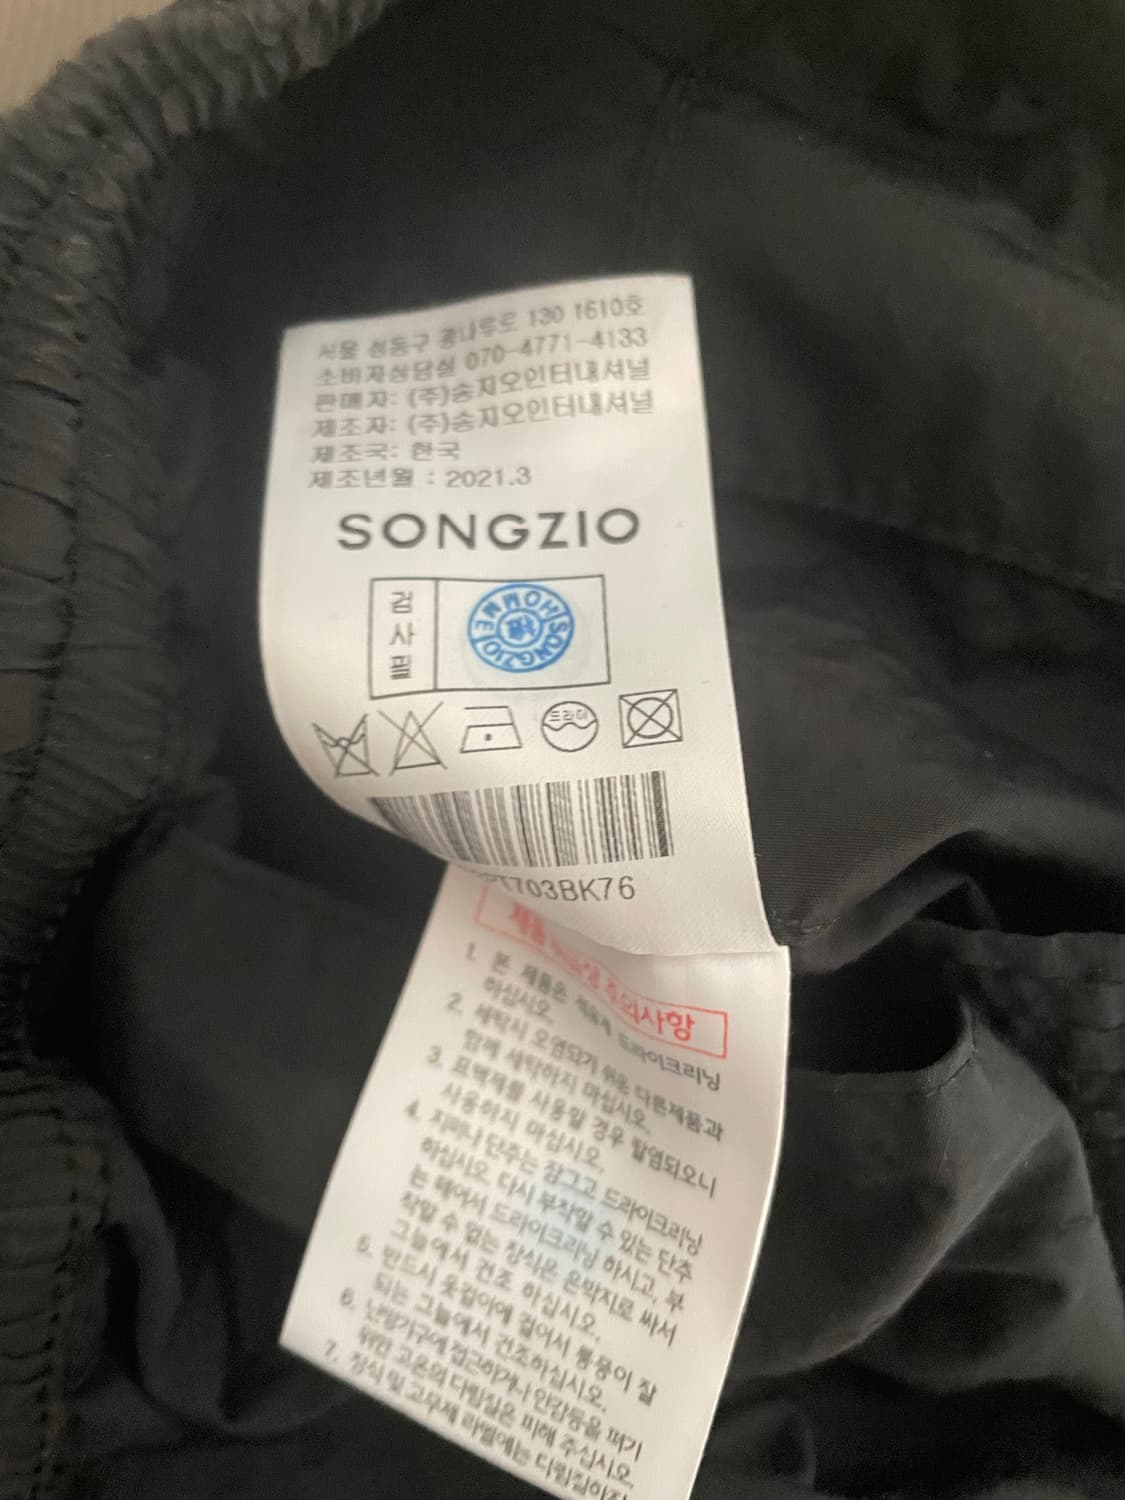 서울 성동구 광나루로 130 1610호
소비자상담실 070-4771-4133
판매자: (주)송지오인터내셔널
제조자: (주)송지오인터내셔널
제조국: 한국
제조년월 : 2021.3
SONGZIO
검사필
SONGZIO HOMME
드라이
703BK76
제품 주의사항
1. 본 제품은 드라이크리닝
하십시오.
2. 세탁시 오염되기 쉬운 다른제품과
함께 세탁하지 마십시오.
3. 표백제를 사용할 경우 탈염되오니
사용하지 마십시오.
4. 지퍼나 단추는 잠그고 드라이크리닝
하십시오. 다시 부착할 수 있는 단추
는 떼어서 드라이크리닝 하시고, 부
착할 수 없는 장식은 은박지로 싸서
그늘에서 건조 하십시오.
5. 반드시 옷걸이에 걸어서 통풍이 잘
되는 그늘에서 건조하십시오.
6. 난방기구에 접근하거나 안감등을 펴기
위한 고온의 다림질은 피해 주십시오.
7. 장식 및 고무제 라벨에는